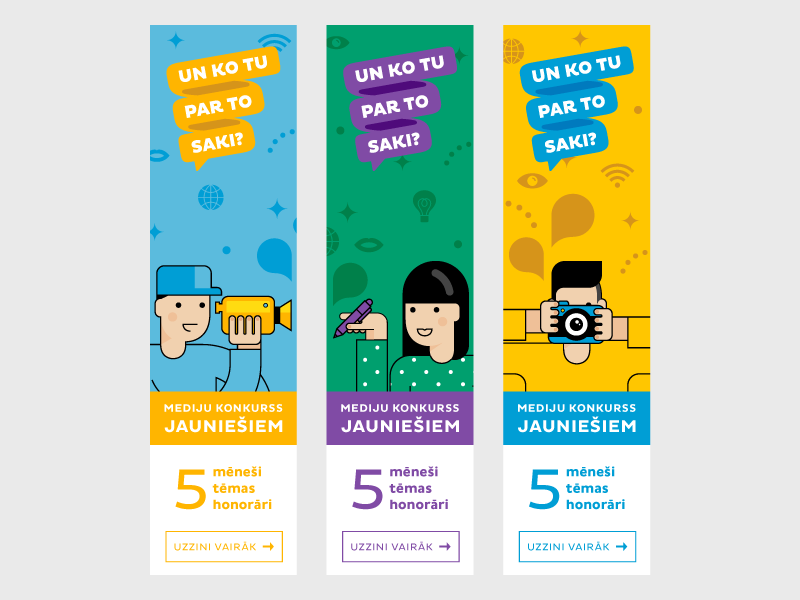 UN KO TU
PAR TO
SAKI?
MEDIJU KONKURSS
JAUNIEŠIEM
5 mēneši
tēmas
honorāri
UZZINI VAIRĀK →
UN KO TU
PAR TO
SAKI?
MEDIJU KONKURSS
JAUNIEŠIEM
5 mēneši
tēmas
honorāri
UZZINI VAIRĀK →
UN KO TU
PAR TO
SAKI?
MEDIJU KONKURSS
JAUNIEŠIEM
5 mēneši
tēmas
honorāri
UZZINI VAIRĀK →